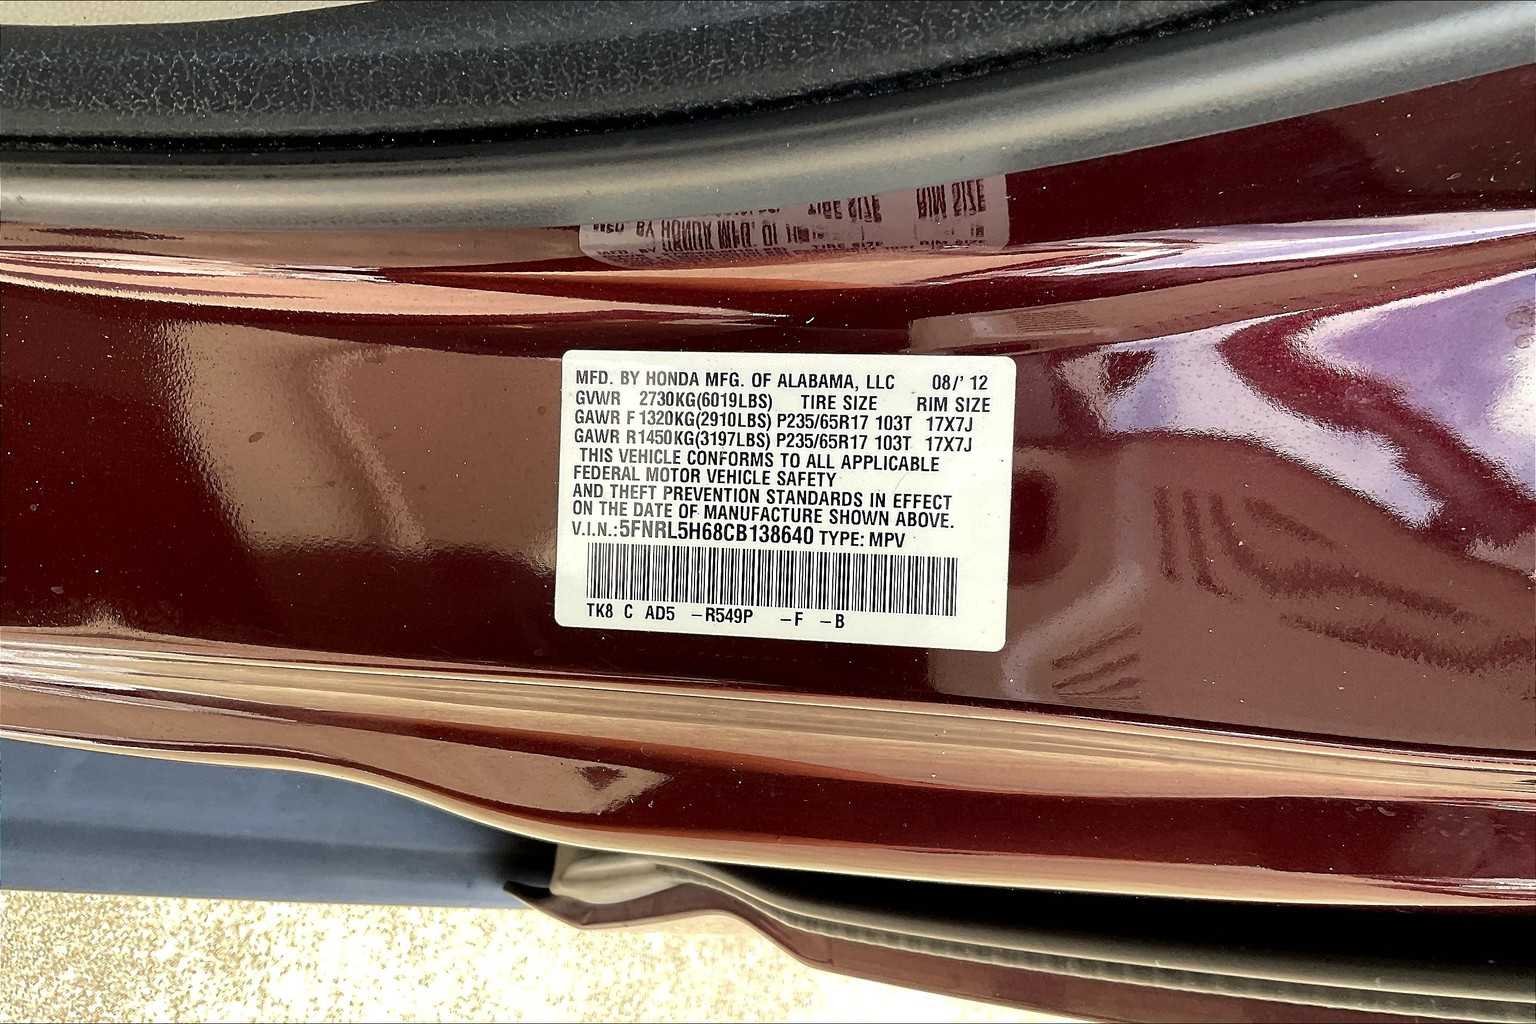 MFD. BY HONDA MFG. OF ALABAMA, LLC 08/' 12
GVWR 2730KG(6019LBS) TIRE SIZE RIM SIZE
GAWR F 1320KG(2910LBS) P235/65R17 103T 17X7J
GAWR R1450KG(3197LBS) P235/65R17 103T 17X7J
THIS VEHICLE CONFORMS TO ALL APPLICABLE
FEDERAL MOTOR VEHICLE SAFETY
AND THEFT PREVENTION STANDARDS IN EFFECT
ON THE DATE OF MANUFACTURE SHOWN ABOVE.
V.I.N.:5FNRL5H68CB138640 TYPE: MPV
TK8 C AD5 –R549P –F –B